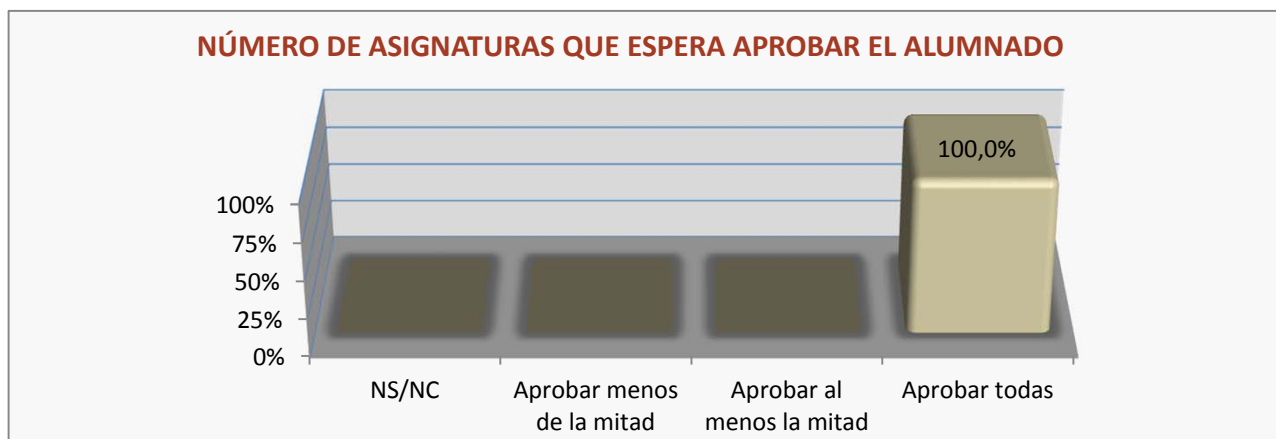 NÚMERO DE ASIGNATURAS QUE ESPERA APROBAR EL ALUMNADO
100,0%
100%
75%
50%
25%
0%
NS/NC
Aprobar menos
de la mitad
Aprobar al
menos la mitad
Aprobar todas